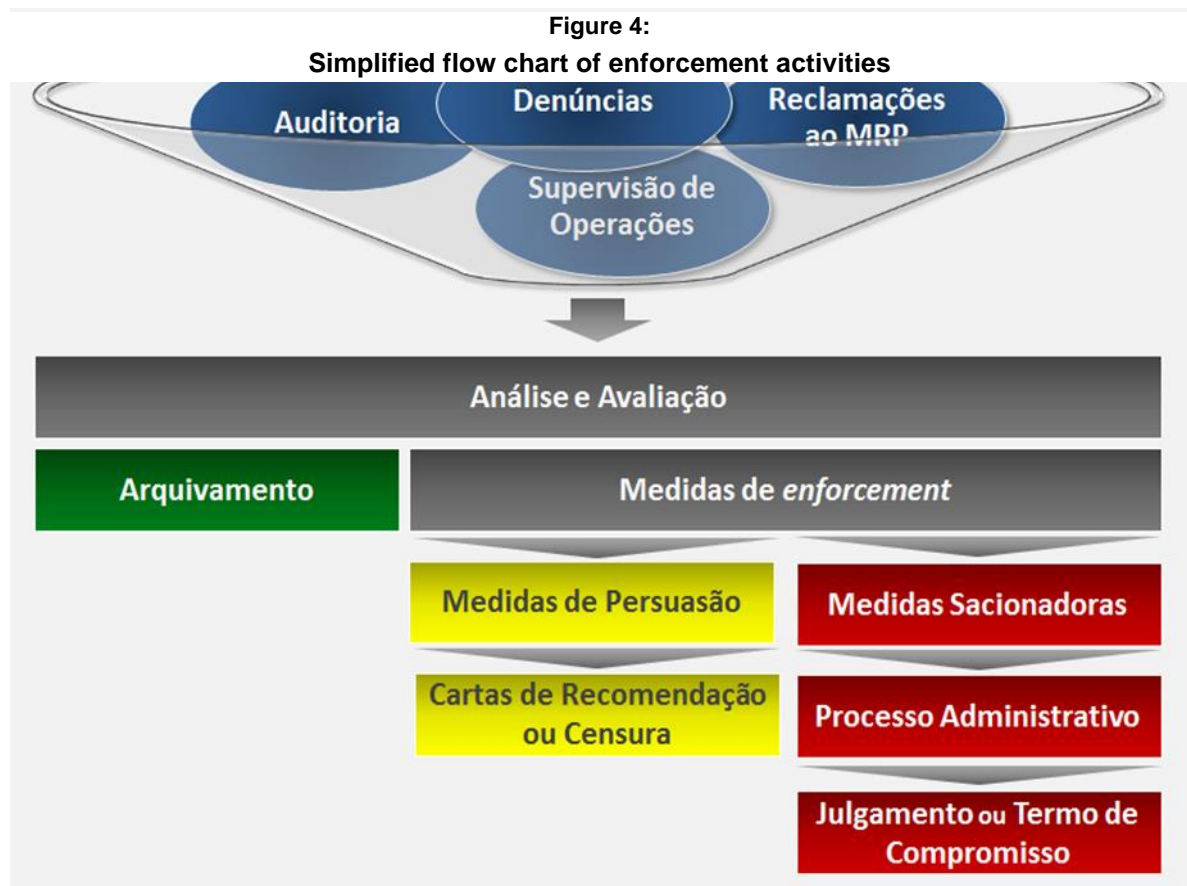 Figure 4:
Simplified flow chart of enforcement activities
Auditoria
Denúncias
Reclamações
ao MRP
Supervisão de
Operações
Análise e Avaliação
Arquivamento
Medidas de enforcement
Medidas de Persuasão
Medidas Sacionadoras
Cartas de Recomendação
ou Censura
Processo Administrativo
Julgamento ou Termo de
Compromisso